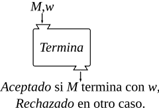 M,w
Termina
Aceptado si M termina con w,
Rechazado en otro caso.